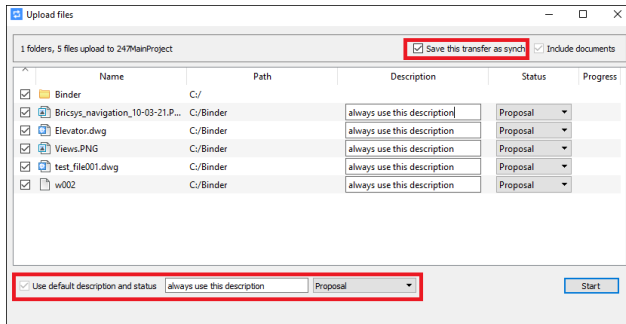 Upload files
1 folders, 5 files upload to 247MainProject
Save this transfer as synch
Include documents
Name Path Description Status Progress
Binder C:/
Bricsys_navigation_10-03-21.P... C:/Binder always use this description Proposal
Elevator.dwg C:/Binder always use this description Proposal
Views.PNG C:/Binder always use this description Proposal
test_file001.dwg C:/Binder always use this description Proposal
w002 C:/Binder always use this description Proposal
Use default description and status always use this description Proposal Start